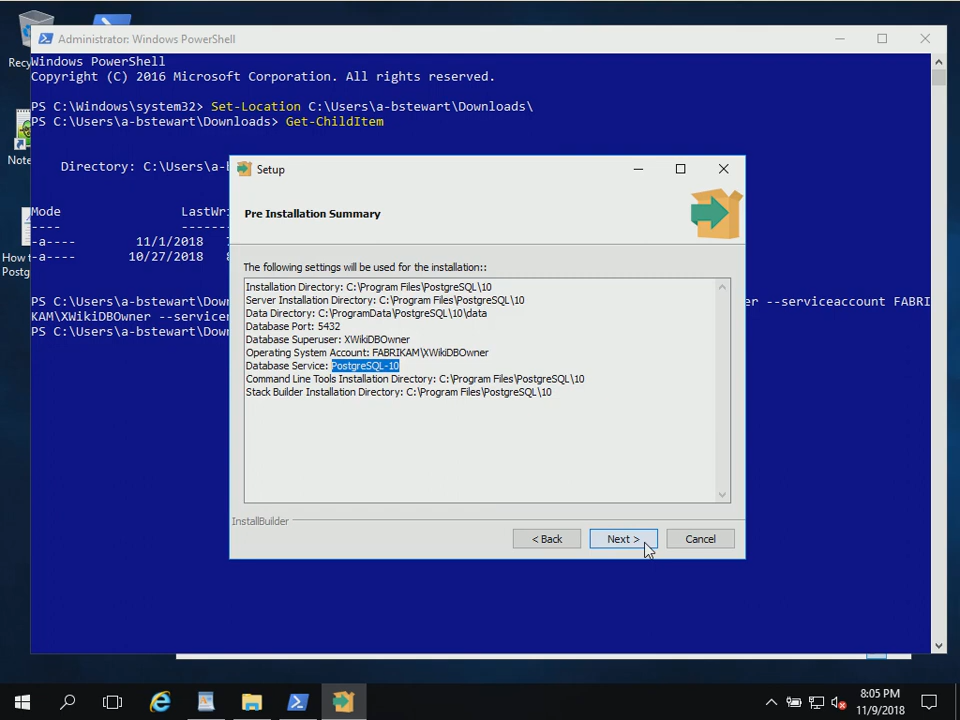 Administrator: Windows PowerShell
Windows PowerShell
Copyright (C) 2016 Microsoft Corporation. All rights reserved.
PS C:\Windows\system32> Set-Location C:\Users\a-bstewart\Downloads\
PS C:\Users\a-bstewart\Downloads> Get-ChildItem
Directory: C:\Users\a-b
Mode LastWri
---- -------
-a---- 11/1/2018
-a---- 10/27/2018
PS C:\Users\a-bstewart\Down
er --serviceaccount FABRI
KAM\XWikiDBOwner --server
PS C:\Users\a-bstewart\Down
Recy
Note
How t
Postg
Setup
Pre Installation Summary
The following settings will be used for the installation::
Installation Directory: C:\Program Files\PostgreSQL\10
Server Installation Directory: C:\Program Files\PostgreSQL\10
Data Directory: C:\ProgramData\PostgreSQL\10\data
Database Port: 5432
Database Superuser: XWikiDBOwner
Operating System Account: FABRIKAM\XWikiDBOwner
Database Service: PostgreSQL-10
Command Line Tools Installation Directory: C:\Program Files\PostgreSQL\10
Stack Builder Installation Directory: C:\Program Files\PostgreSQL\10
InstallBuilder
< Back
Next >
Cancel
8:05 PM
11/9/2018